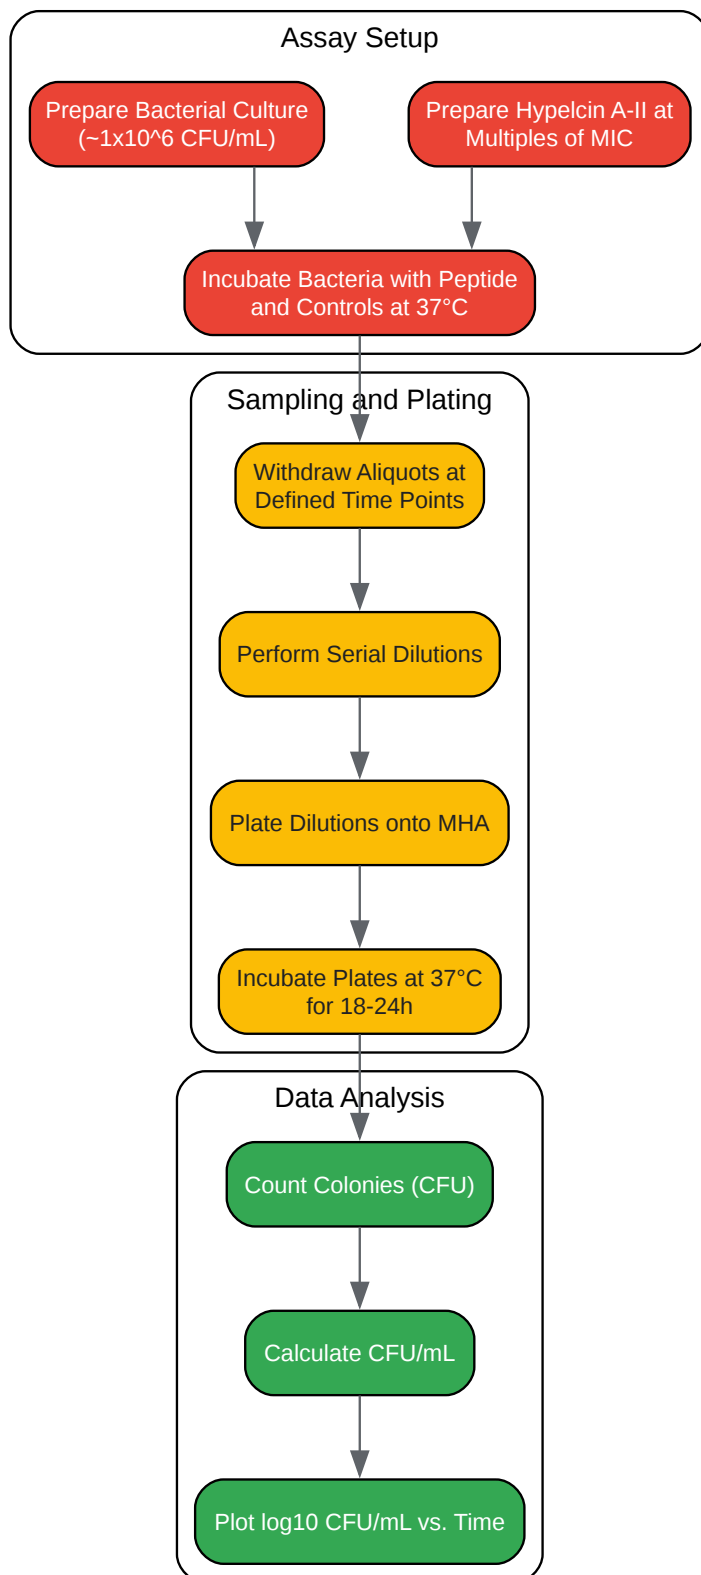 Assay Setup
Prepare Bacterial Culture
(~1x10^6 CFU/mL)
Prepare Hypelcin A-II at
Multiples of MIC
Incubate Bacteria with Peptide
and Controls at 37°C
Sampling and Plating
Withdraw Aliquots at
Defined Time Points
Perform Serial Dilutions
Plate Dilutions onto MHA
Incubate Plates at 37°C
for 18-24h
Data Analysis
Count Colonies (CFU)
Calculate CFU/mL
Plot log10 CFU/mL vs. Time